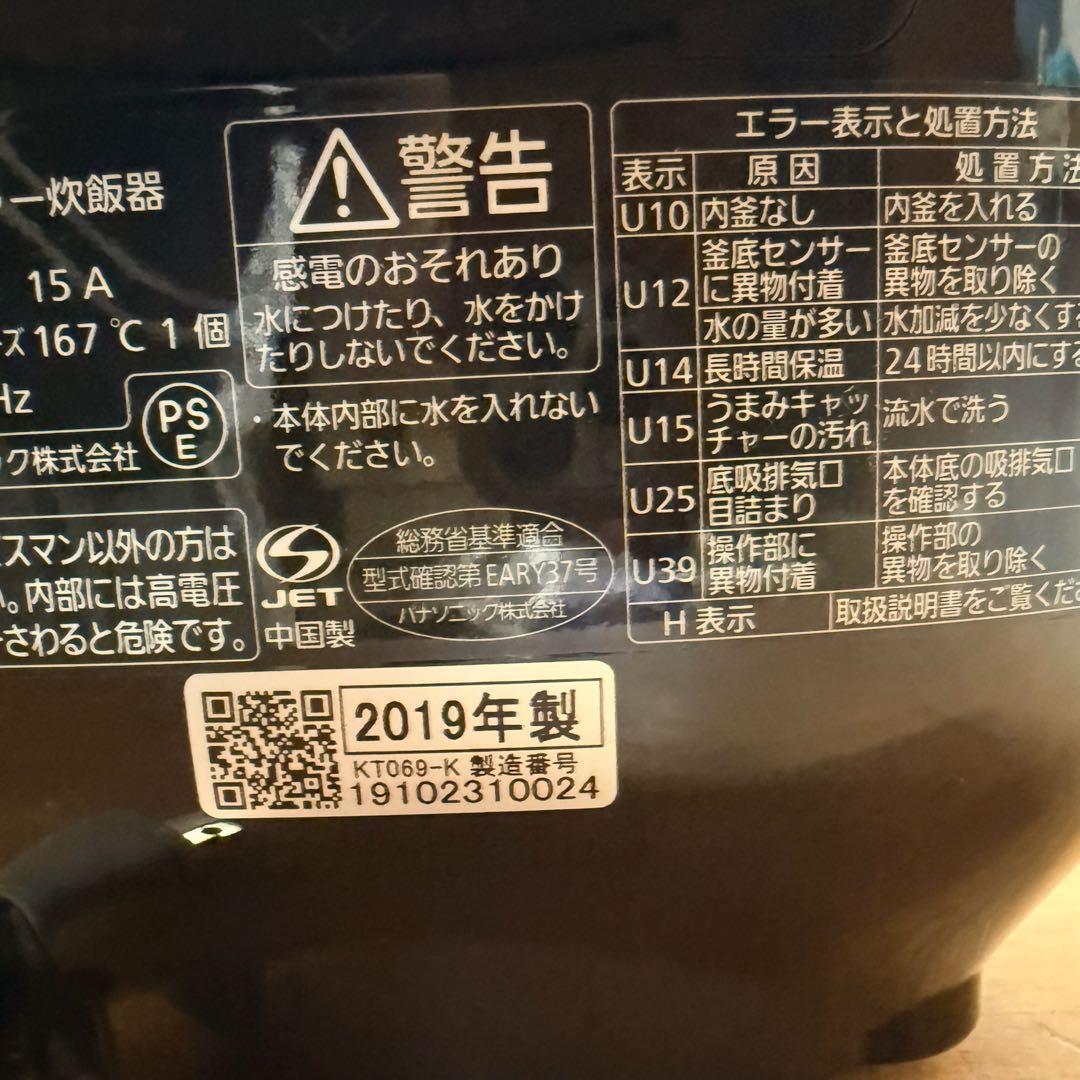 ー炊飯器
15A
ズ167℃1個
Hz
PS
E
ック株式会社
スマン以外の方は
い。内部には高電圧
さわると危険です。
警告
感電のおそれあり
水につけたり、水をかけ
たりしないでください。
・本体内部に水を入れない
でください。
JET
中国製
総務省基準適合
型式確認第EARY37号
パナソニック株式会社
エラー表示と処置方法
表示 原因 処置方法
U10 内釜なし 内釜を入れる
U12 釜底センサーに異物付着 釜底センサーの異物を取り除く
水の量が多い 水加減を少なくす
U14 長時間保温 24時間以内にする
U15 うまみキャッチャーの汚れ 流水で洗う
U25 底吸排気口目詰まり 本体底の吸排気口を確認する
U39 操作部に異物付着 操作部の異物を取り除く
H表示 取扱説明書をご覧くだ
2019年製
KT069-K 製造番号
19102310024